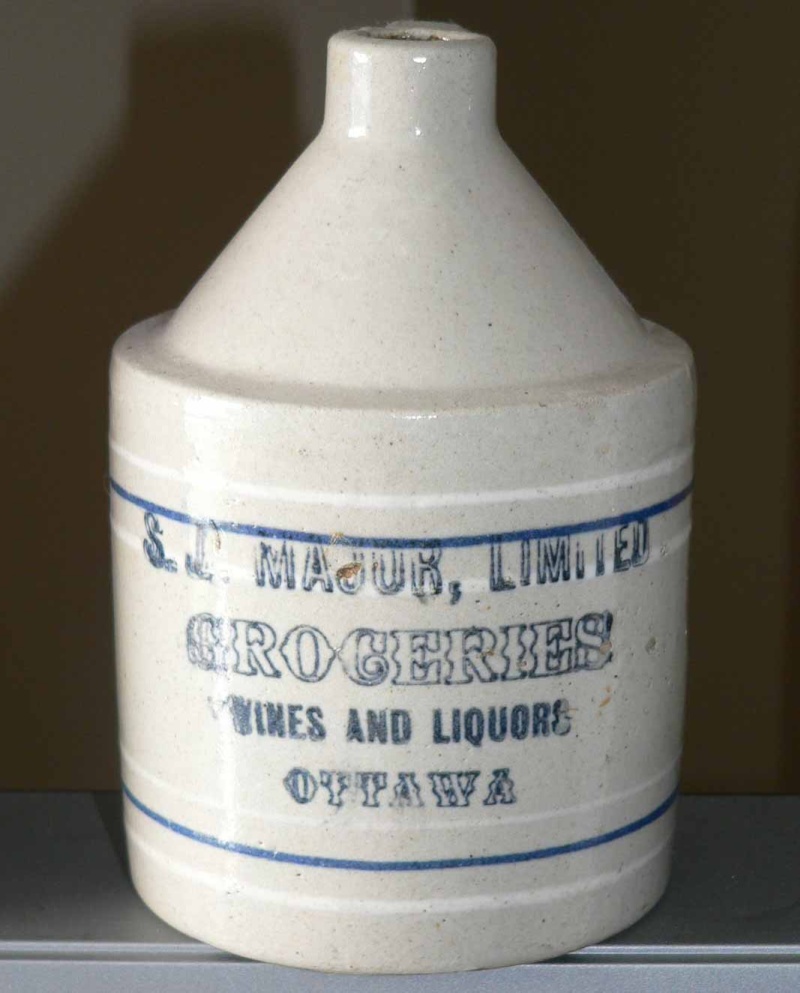 S. J. MAJOR, LIMITED
GROCERIES
WINES AND LIQUORS
OTTAWA